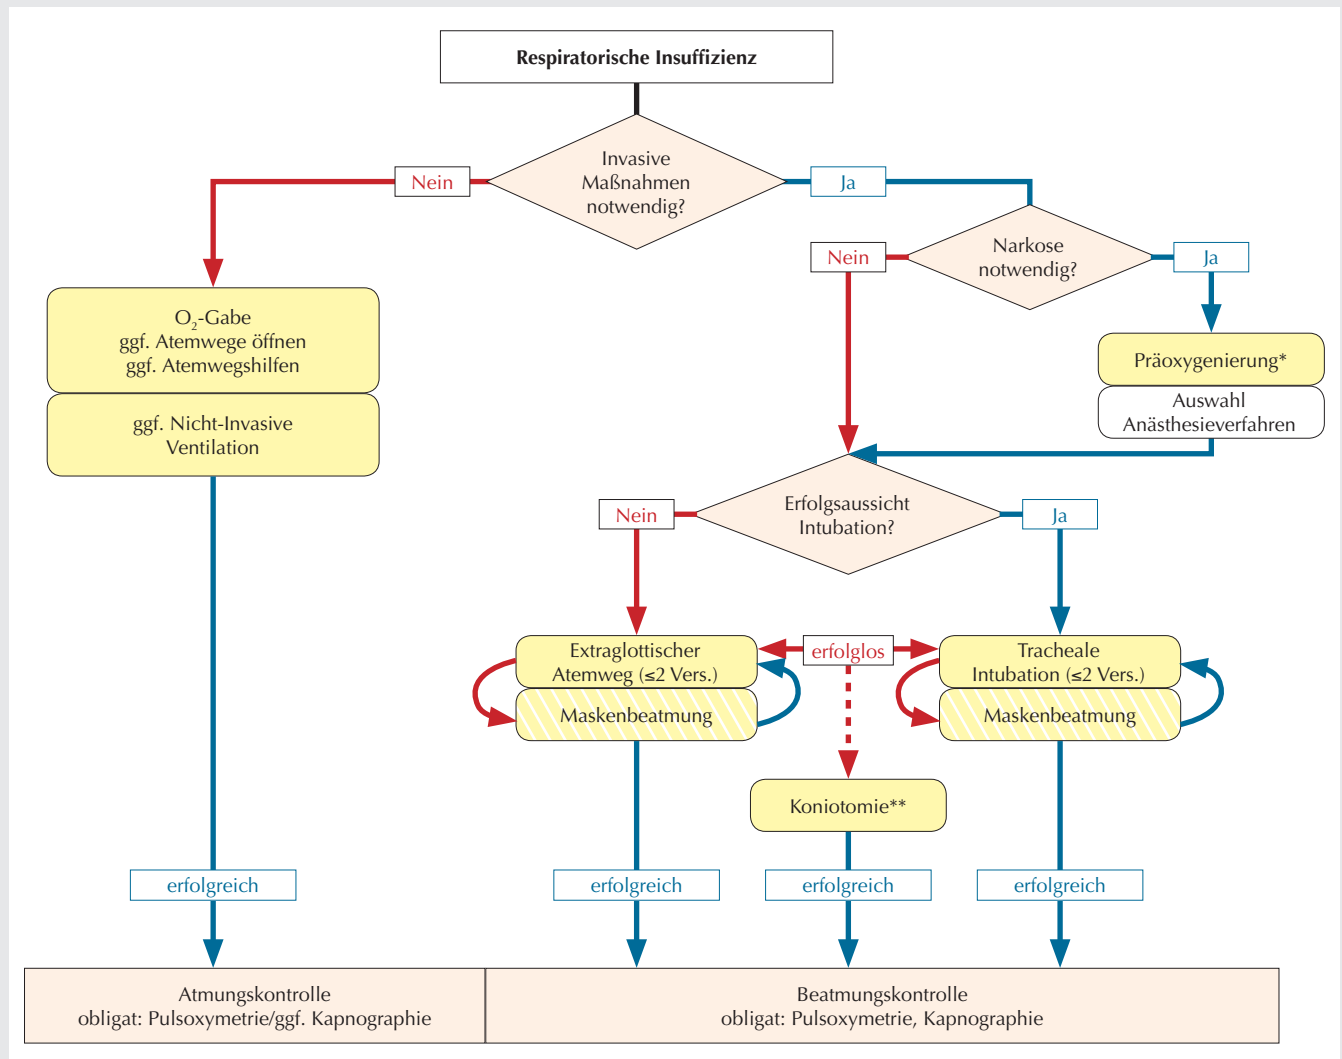 Respiratorische Insuffizienz
Invasive
Maßnahmen
notwendig?
Nein
Ja
Narkose
notwendig?
Nein
Ja
O₂-Gabe
ggf. Atemwege öffnen
ggf. Atemwegshilfen
ggf. Nicht-Invasive
Ventilation
Präoxygenierung*
Auswahl
Anästhesieverfahren
Erfolgsaussicht
Intubation?
Nein
Ja
Extraglottischer
Atemweg (≤2 Vers.)
Maskenbeatmung
erfolglos
Tracheale
Intubation (≤2 Vers.)
Maskenbeatmung
Koniotomie**
erfolgreich
erfolgreich
erfolgreich
erfolgreich
Atmungskontrolle
obligat: Pulsoxymetrie/ggf. Kapnographie
Beatmungskontrolle
obligat: Pulsoxymetrie, Kapnographie